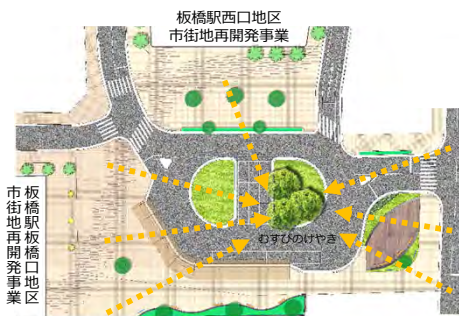 板橋駅西口地区
市街地再開発事業
むすびのけやき
板橋駅板橋口地区
市街地再開発事業